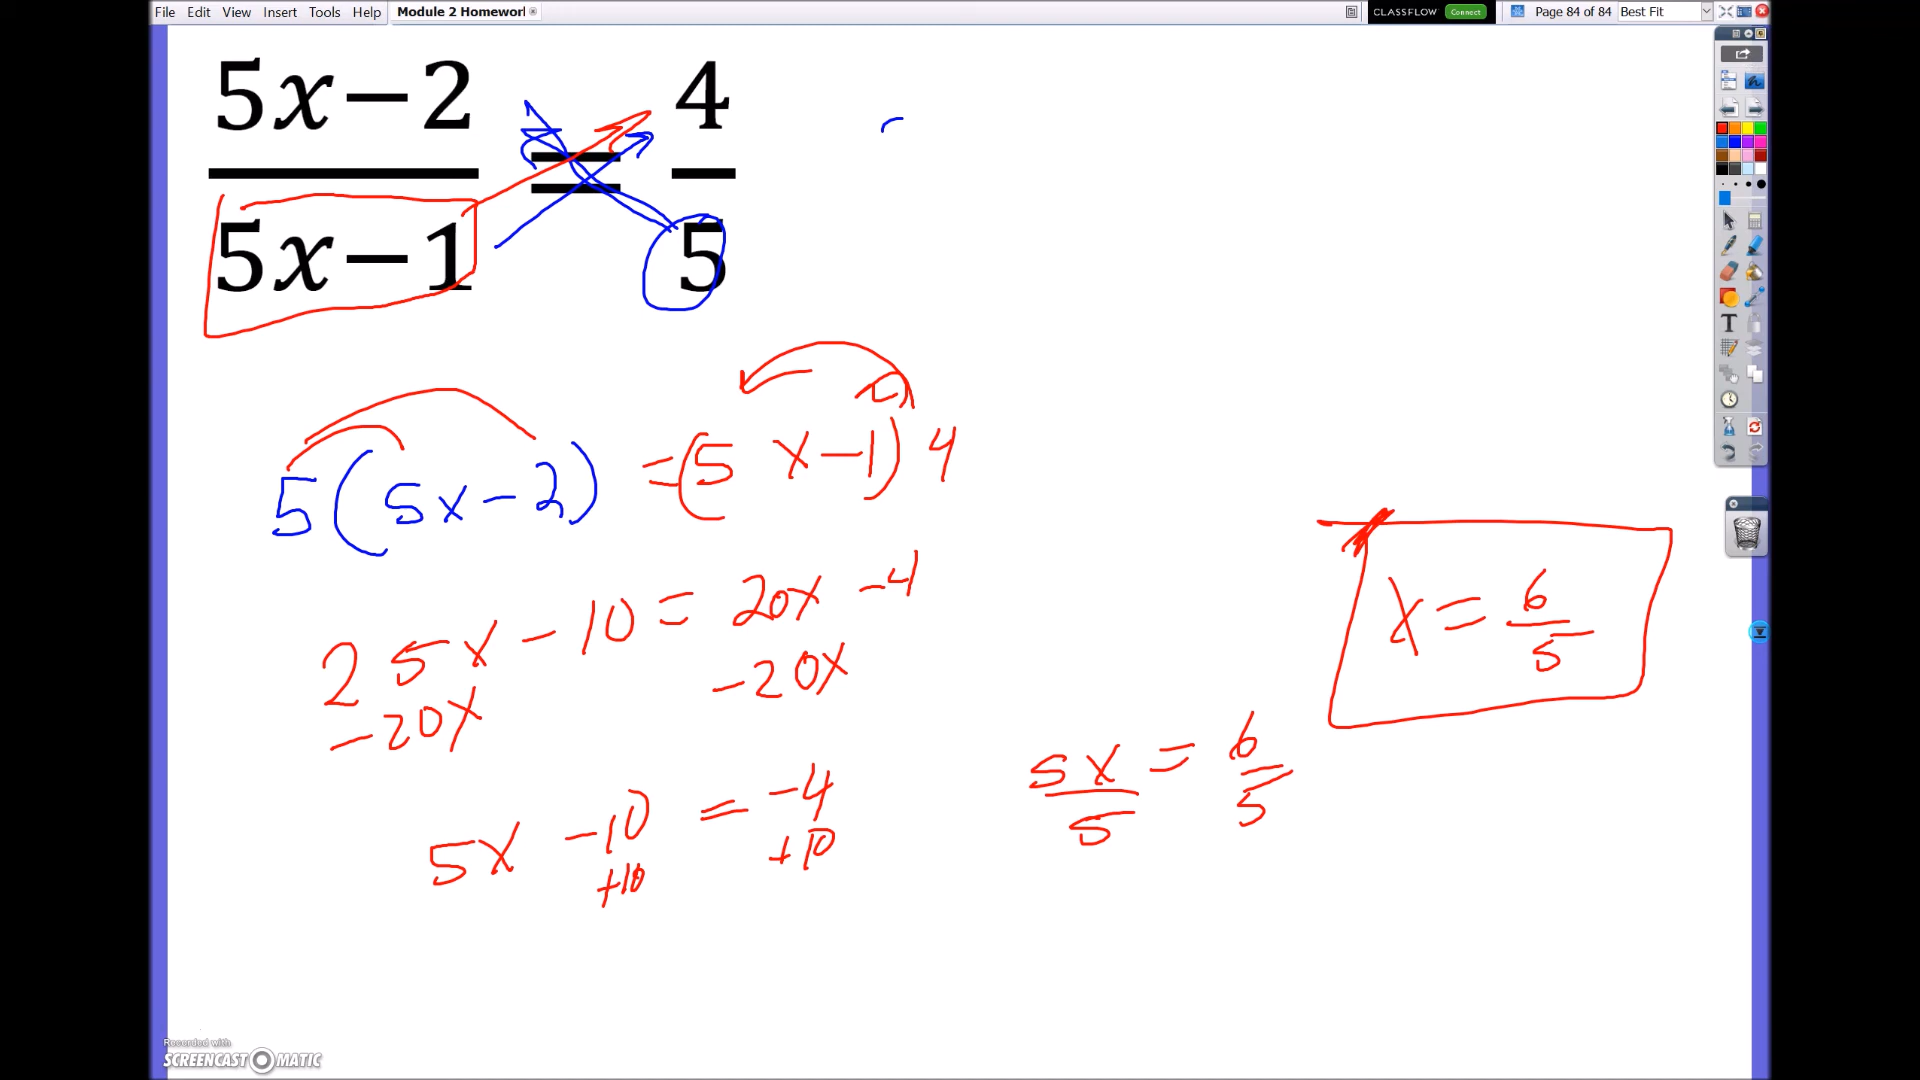 File Edit View Insert Tools Help Module 2 Homework CLASSFLOW Connect Page 84 of 84 Best Fit
5x−2 = 4
5x−1 5
5(5x−2) =(5 x−1)4
25x−10 = 20x −4
−20x −20x
5x −10 = −4
+10 +10
5x = 6
5 5
x = 6
5
T
Recorded with
SCREENCAST MATIC